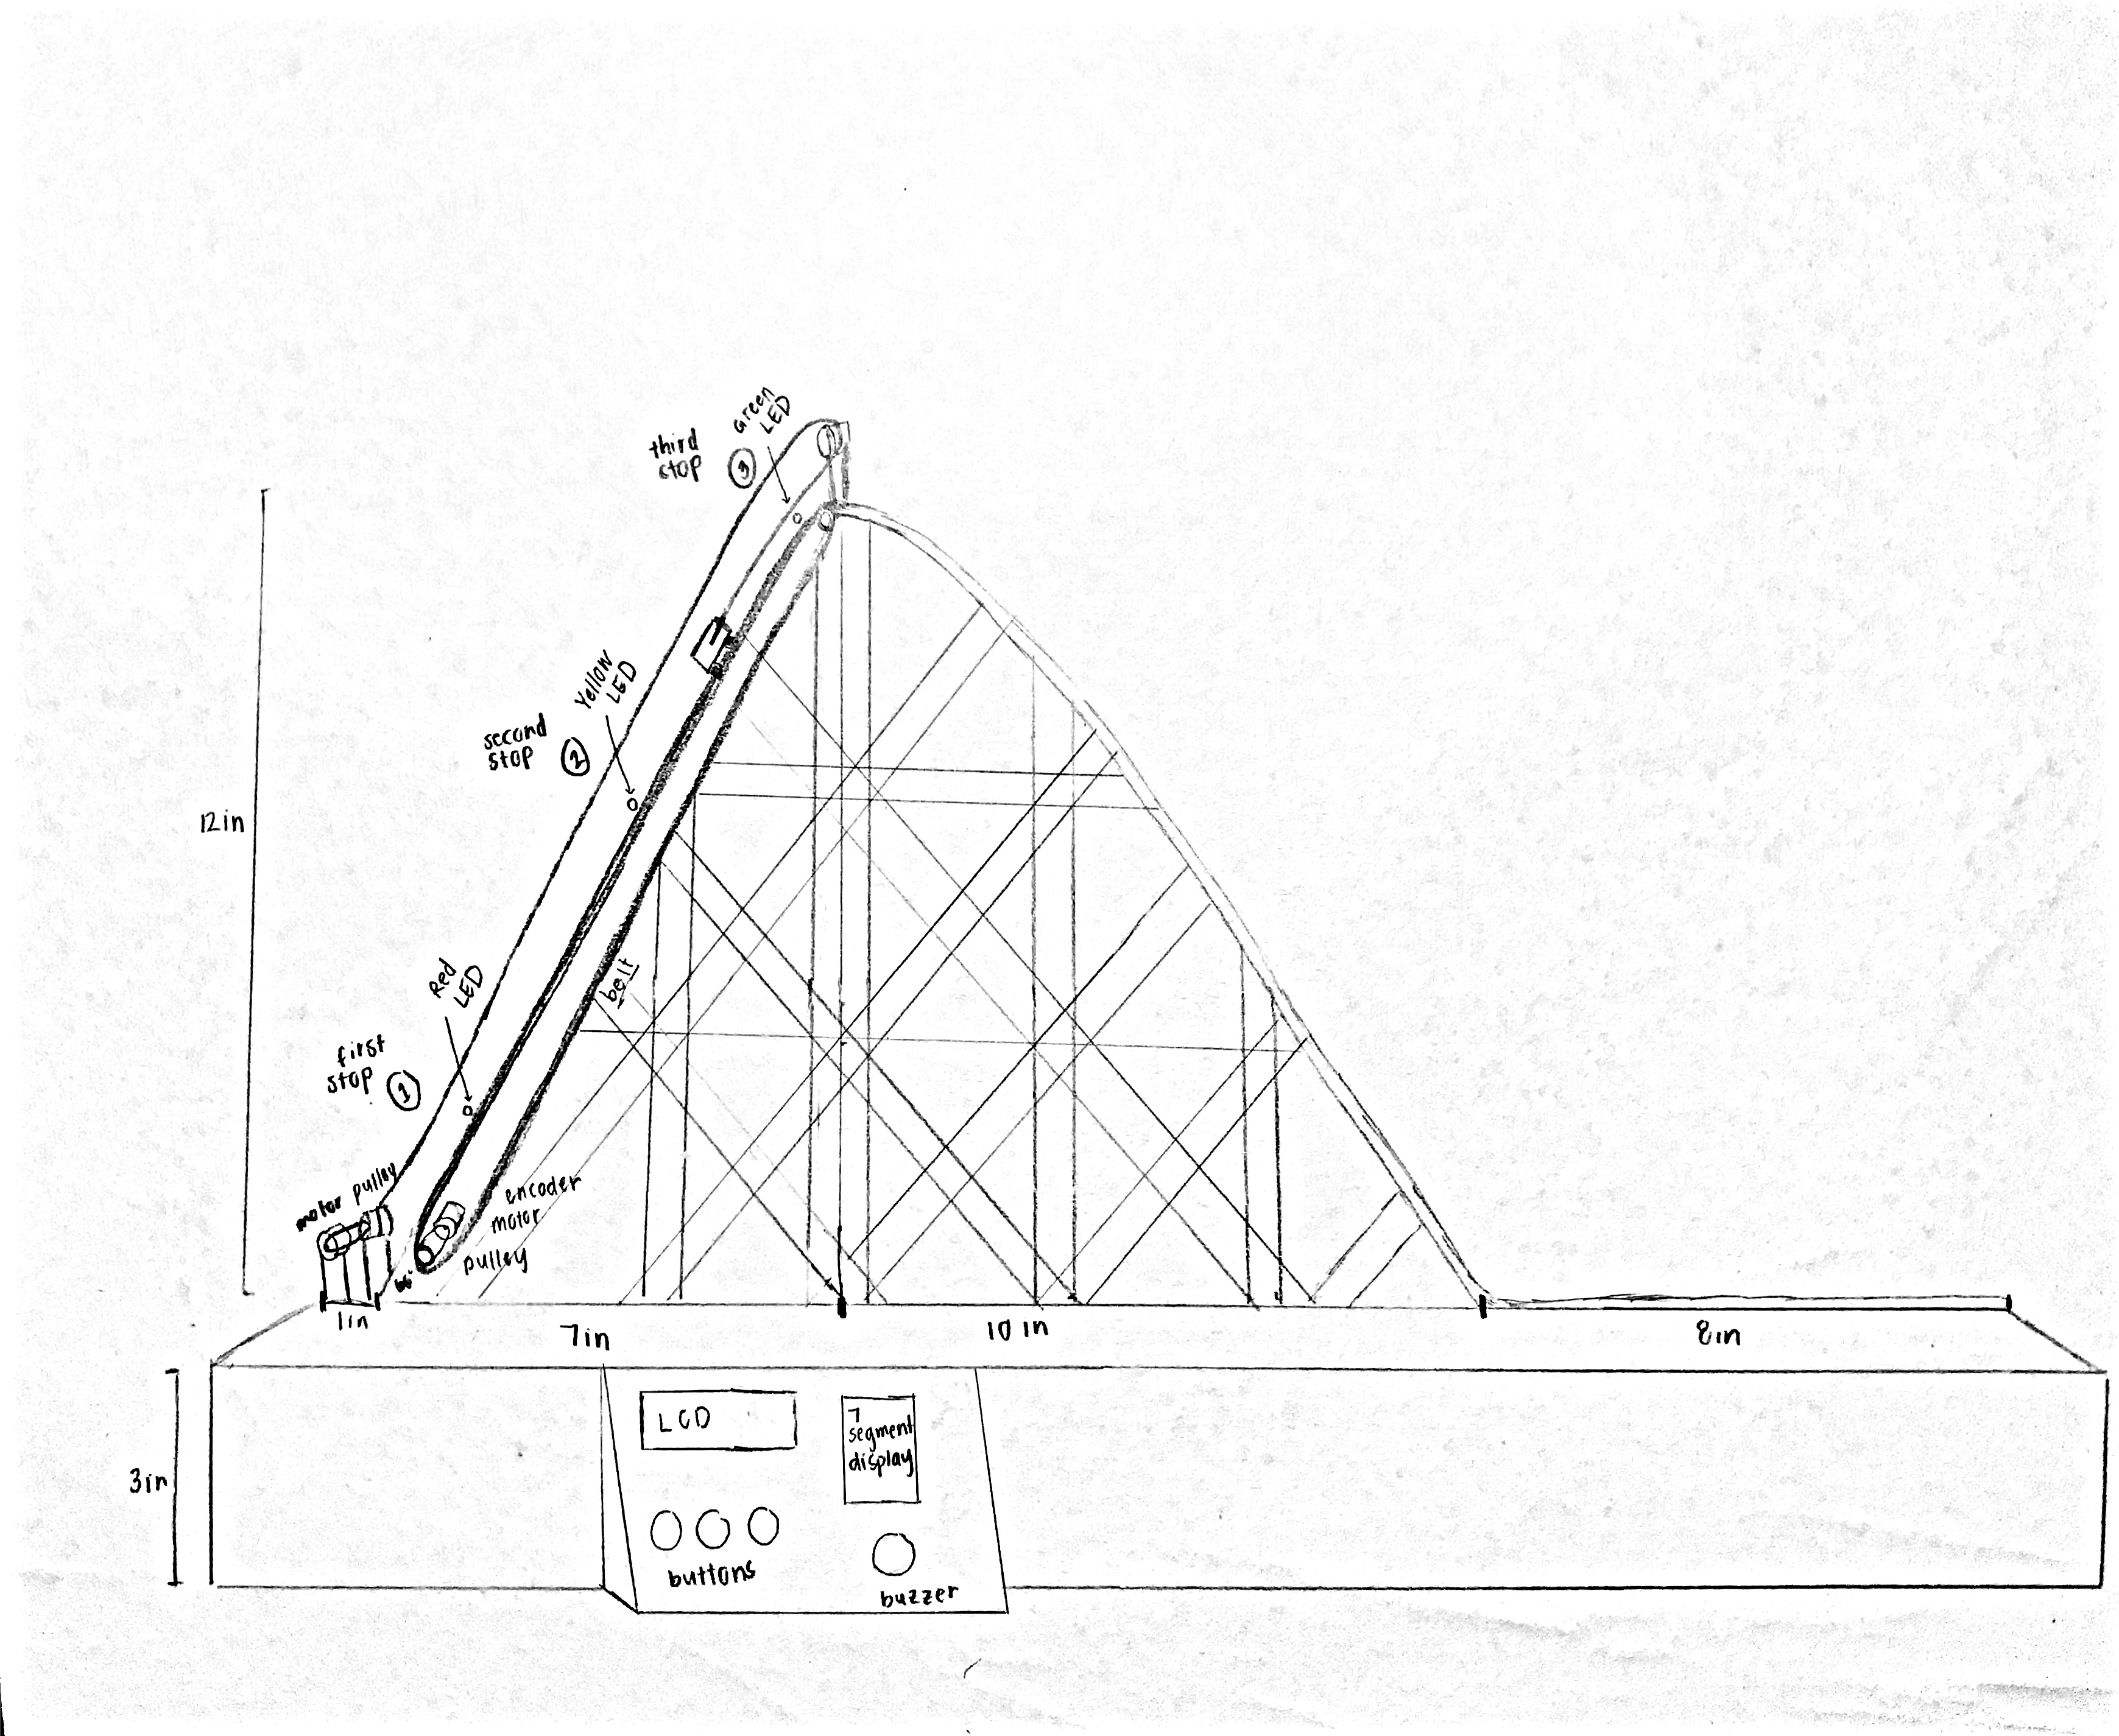 Green
LED
third
stop
3
Yellow
LED
second
stop
2
12in
Red
LED
belt
first
stop
1
motor pulley
encoder
motor
pulley
1in
7in
10 in
8in
3in
LCD
7
segment
display
buttons
buzzer